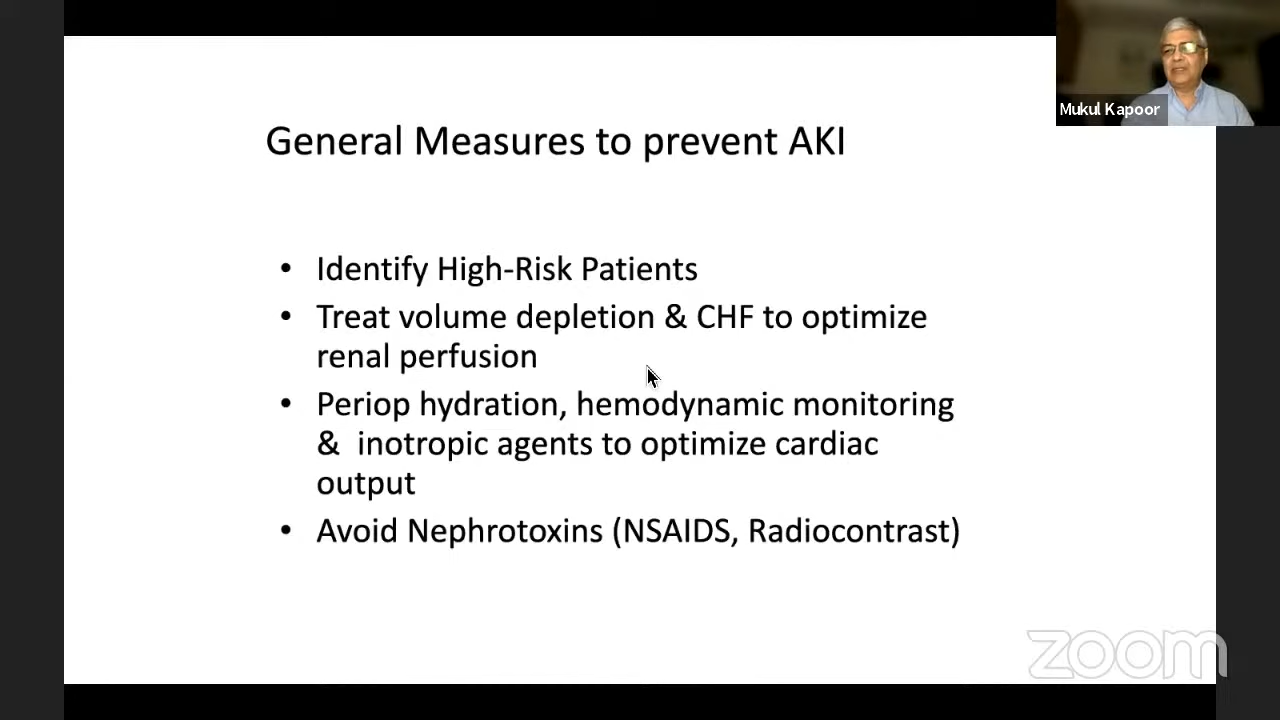 Mukul Kapoor
General Measures to prevent AKI
• Identify High-Risk Patients
• Treat volume depletion & CHF to optimize
renal perfusion
• Periop hydration, hemodynamic monitoring
& inotropic agents to optimize cardiac
output
• Avoid Nephrotoxins (NSAIDS, Radiocontrast)
zoom